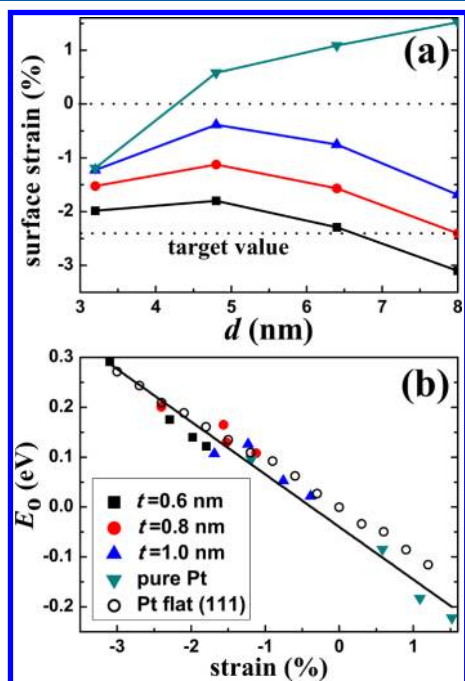 (a)
surface strain (%)
1
0
-1
-2
-3
target value
3
4
5
6
7
8
d (nm)
(b)
E₀ (eV)
0.3
0.2
0.1
0.0
-0.1
-0.2
t=0.6 nm
t=0.8 nm
t=1.0 nm
pure Pt
Pt flat (111)
-3
-2
-1
0
1
strain (%)